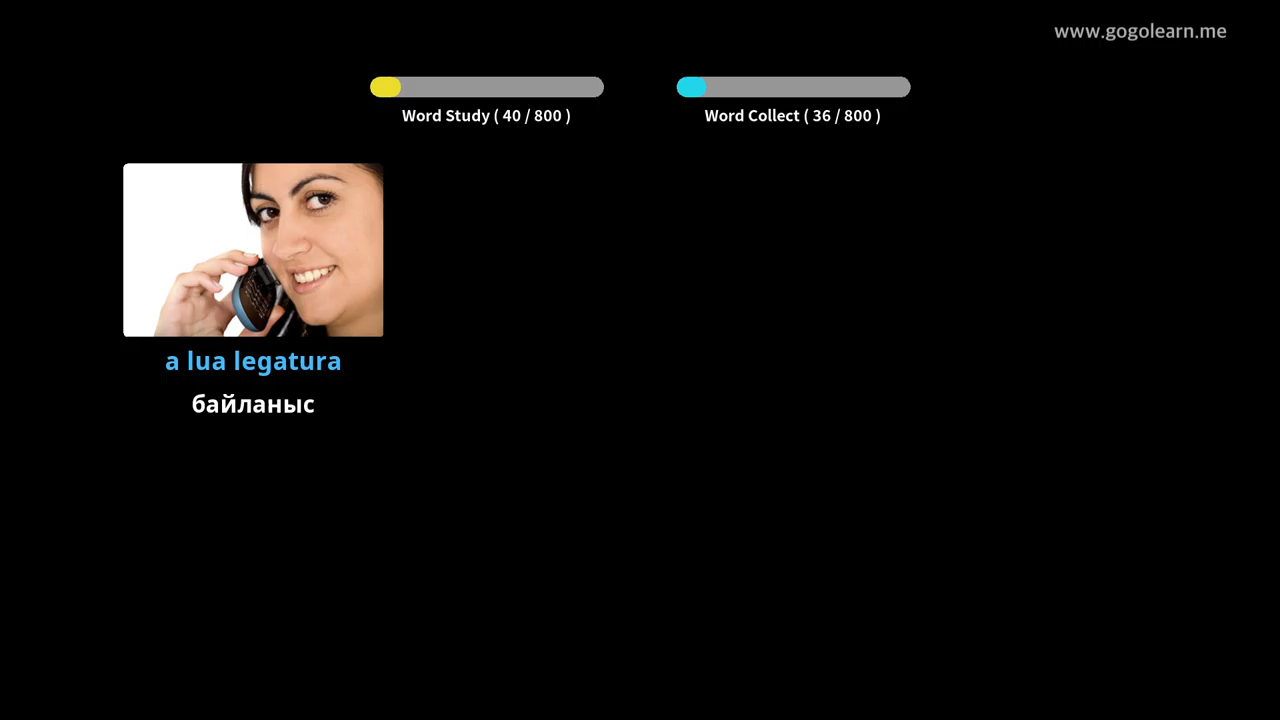 www.gogolearn.me
Word Study ( 40 / 800 )
Word Collect ( 36 / 800 )
a lua legatura
байланыс